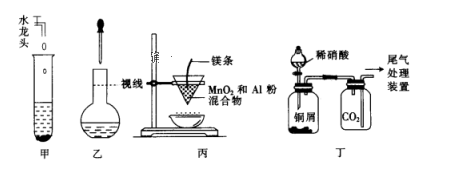 水龙头
视线
镁条
MnO₂ 和 Al 粉
混合物
稀硝酸
铜屑
CO₂
尾气
处理
装置
甲
乙
丙
丁